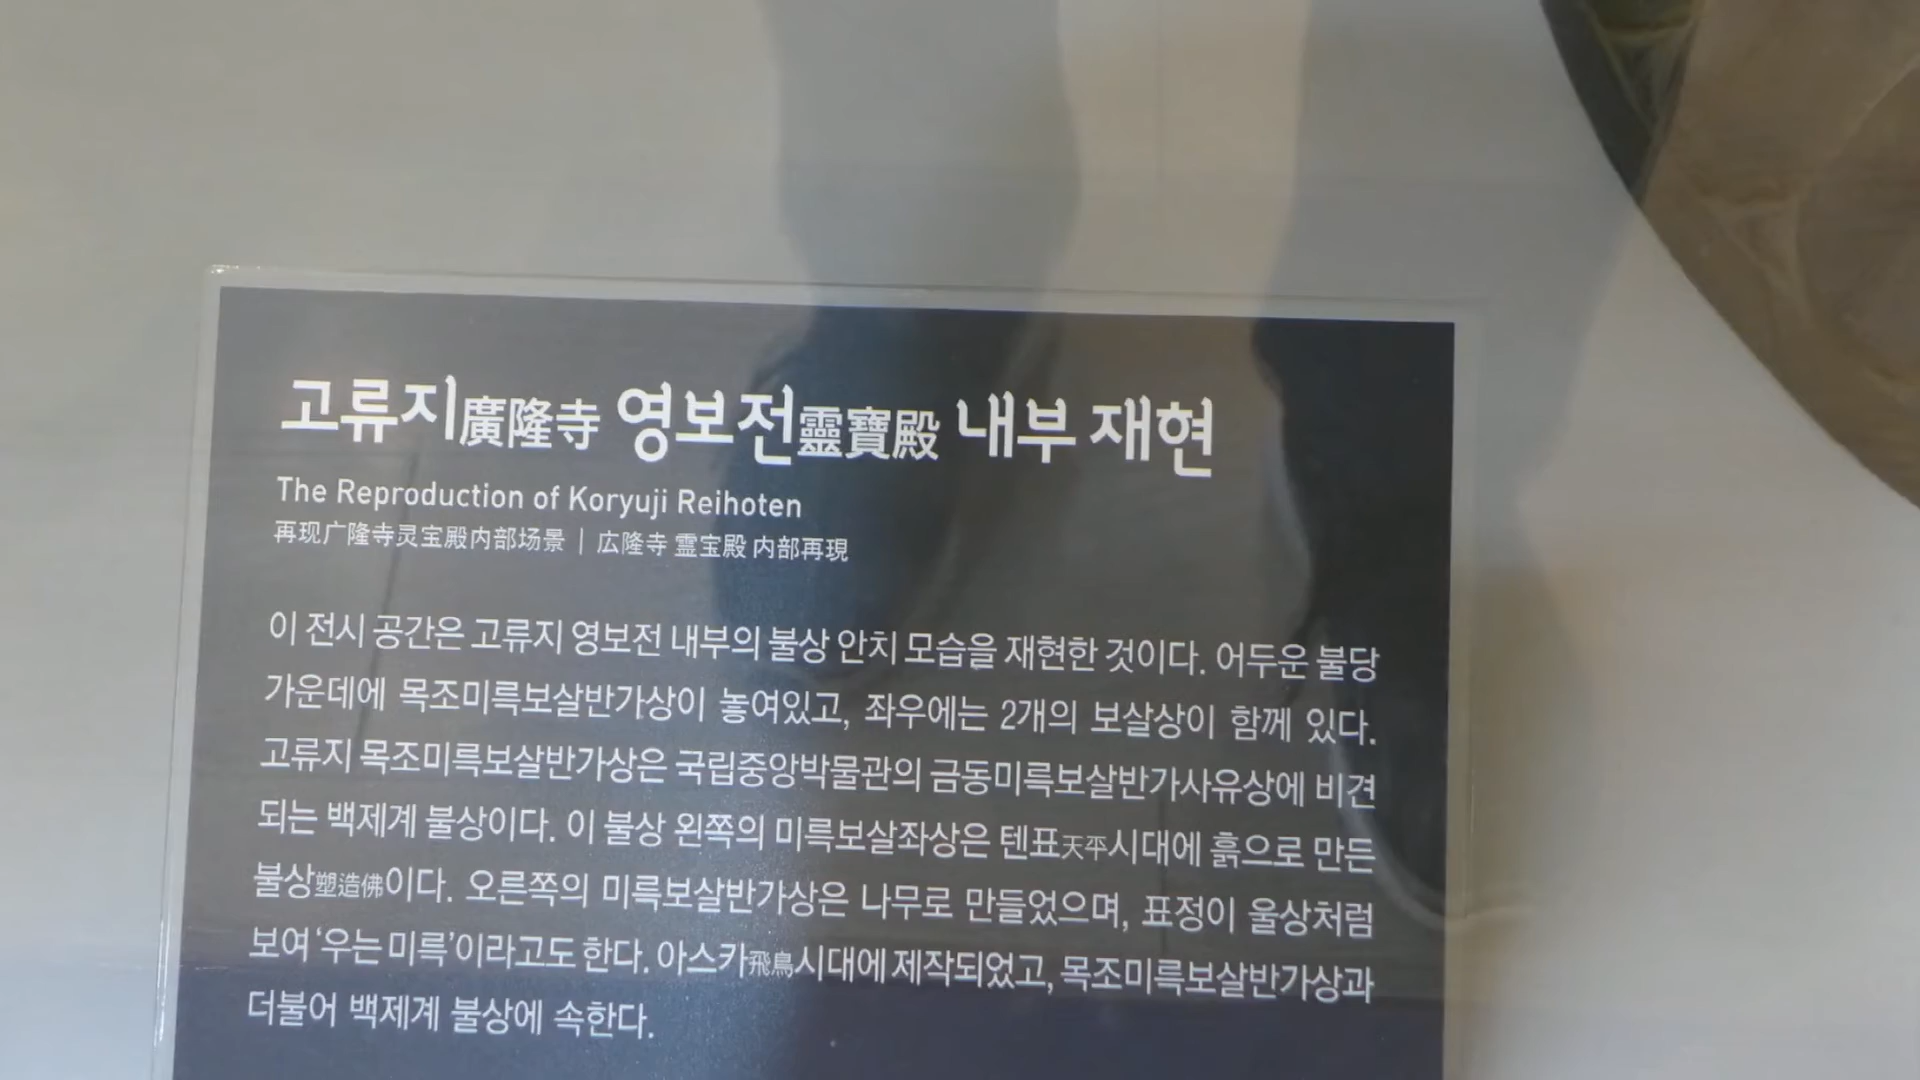 고류지廣隆寺 영보전靈寶殿 내부 재현
The Reproduction of Koryuji Reihoten
再现广隆寺灵宝殿内部场景 | 広隆寺 霊宝殿 内部再現
이 전시 공간은 고류지 영보전 내부의 불상 안치 모습을 재현한 것이다. 어두운 불당
가운데에 목조미륵보살반가상이 놓여있고, 좌우에는 2개의 보살상이 함께 있다.
고류지 목조미륵보살반가상은 국립중앙박물관의 금동미륵보살반가사유상에 비견
되는 백제계 불상이다. 이 불상 왼쪽의 미륵보살좌상은 텐표天平시대에 흙으로 만든
불상塑造佛이다. 오른쪽의 미륵보살반가상은 나무로 만들었으며, 표정이 울상처럼
보여 ‘우는 미륵’이라고도 한다. 아스카飛鳥시대에 제작되었고, 목조미륵보살반가상과
더불어 백제계 불상에 속한다.